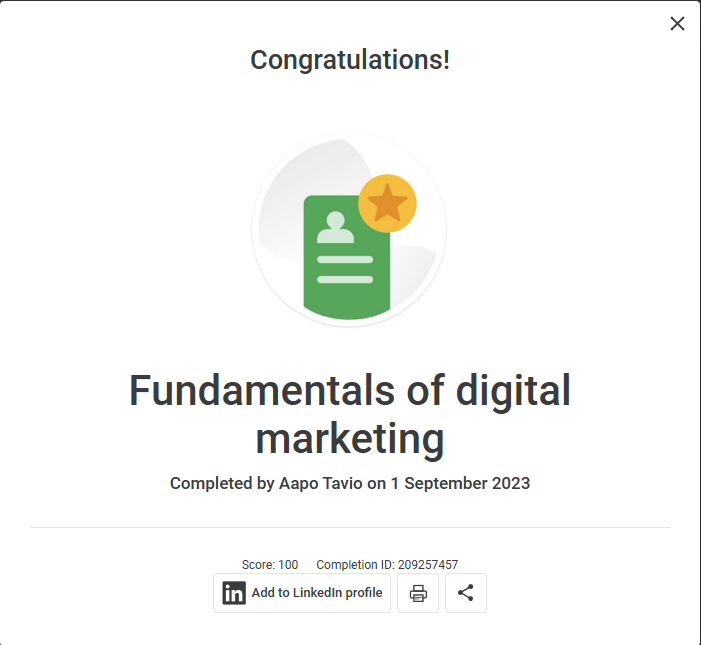 Congratulations!
Fundamentals of digital
marketing
Completed by Aapo Tavio on 1 September 2023
Score: 100 Completion ID: 209257457
in Add to LinkedIn profile